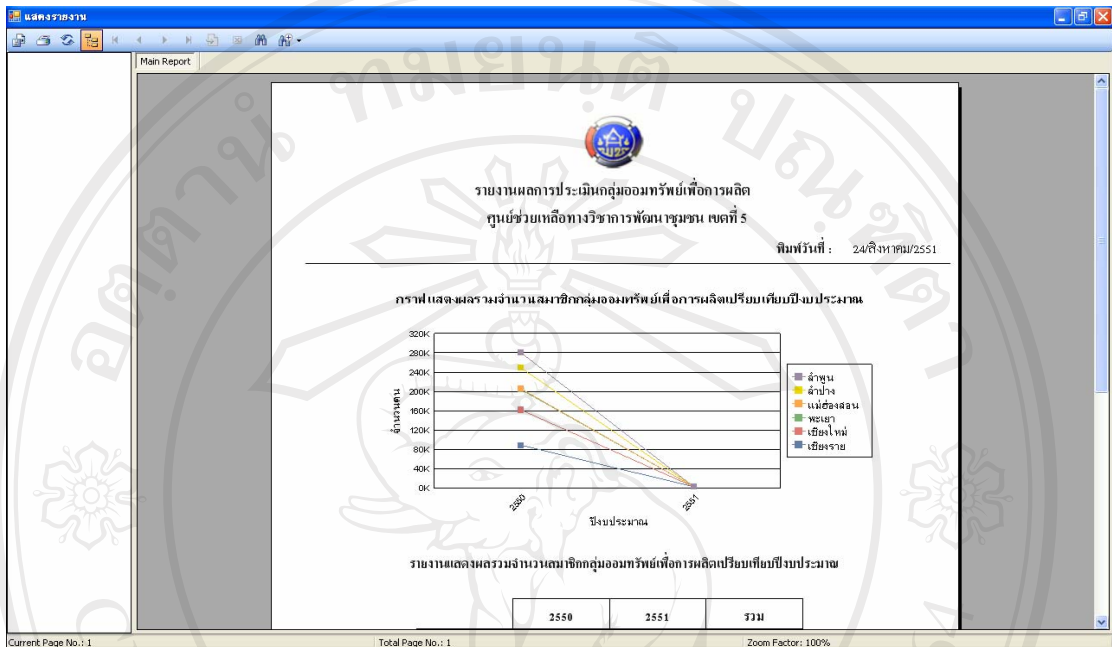 แสดงรายงาน
Main Report
รายงานผลการประเมินกลุ่มออมทรัพย์เพื่อการผลิต
ศูนย์ช่วยเหลือทางวิชาการพัฒนาชุมชน เขตที่ 5
พิมพ์วันที่ : 24/สิงหาคม/2551
กราฟแสดงผลรวมจำนวนสมาชิกกลุ่มออมทรัพย์เพื่อการผลิตเปรียบเทียบปีงบประมาณ
320K
280K
240K
200K
160K
120K
80K
40K
0K
จำนวนคน
2550
2551
ปีงบประมาณ
ลำพูน
ลำปาง
แม่ฮ่องสอน
พะเยา
เชียงใหม่
เชียงราย
รายงานแสดงผลรวมจำนวนสมาชิกกลุ่มออมทรัพย์เพื่อการผลิตเปรียบเทียบปีงบประมาณ
2550 2551 รวม
Current Page No.: 1 Total Page No.: 1 Zoom Factor: 100%